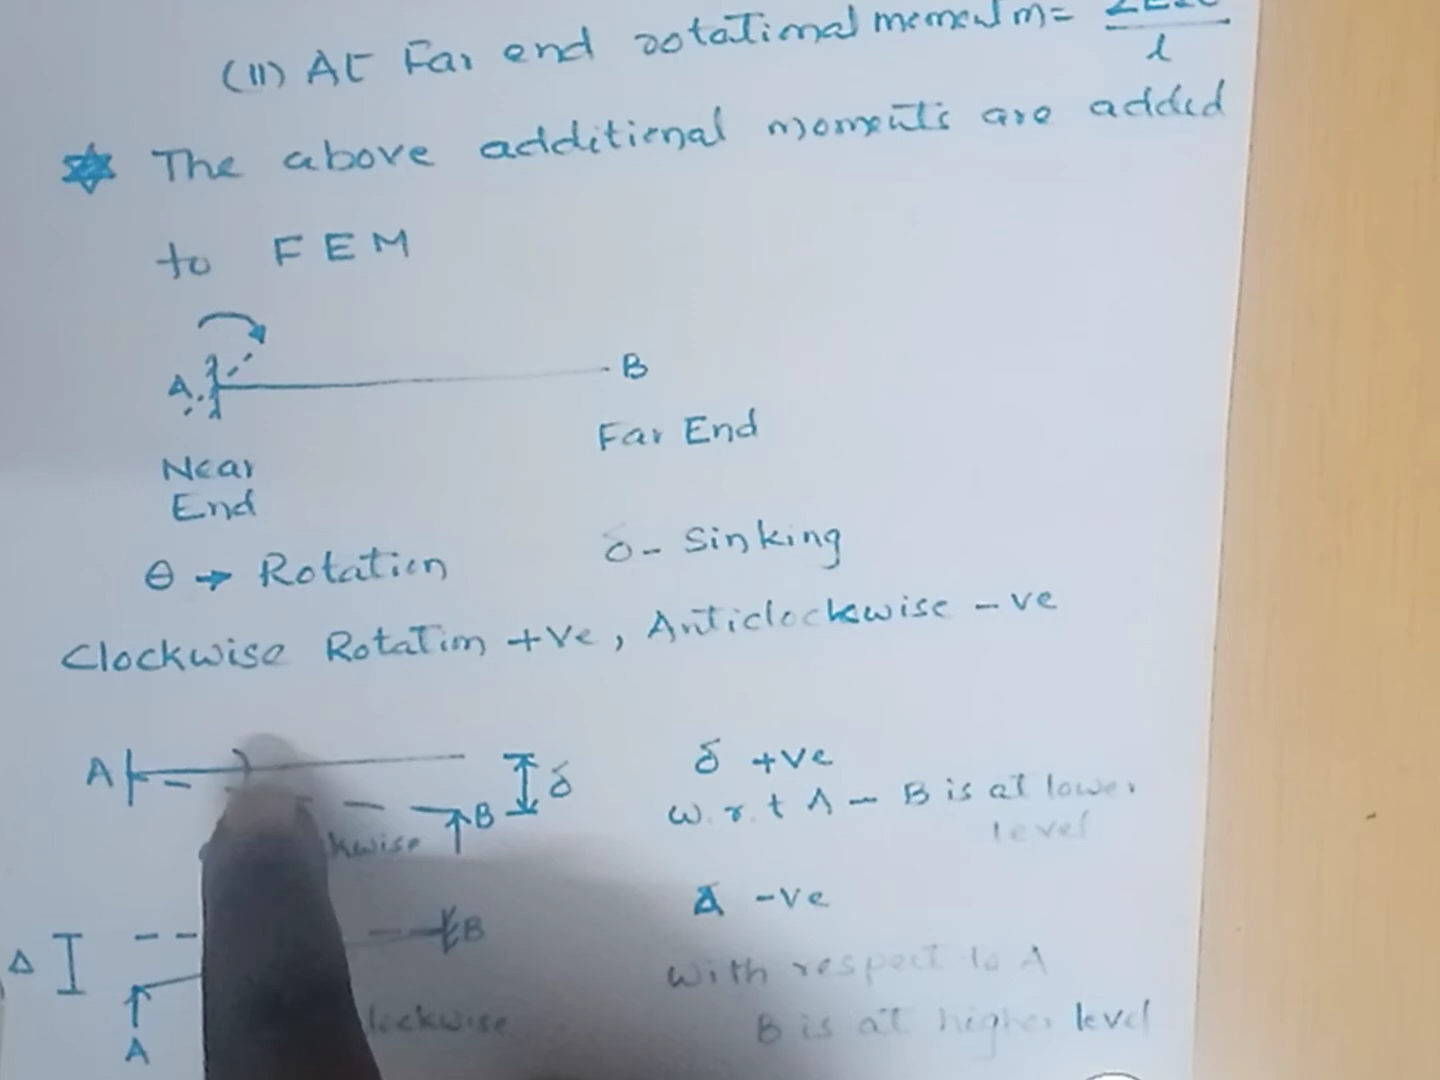 (II) At Far end rotational moment m=
l
The above additional moments are added
to FEM
A
B
Far End
Near
End
θ → Rotation
δ - Sinking
Clockwise Rotation +ve, Anticlockwise -ve
A
B
δ
δ +ve
w.r.t A - B is at lower
level
kwise
Δ
B
A
Δ -ve
With respect to A
B is at higher level
lockwise